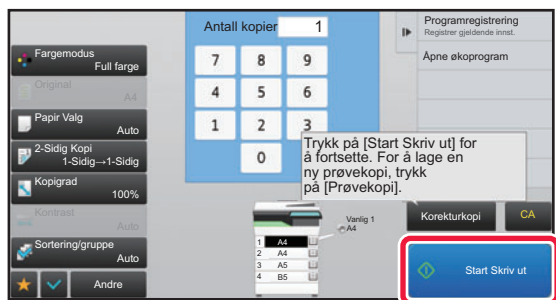 Antall kopier 1
Programregistrering
Registrer gjeldende innst.
Åpne økoprogram
Fargemodus
Full farge
Original
A4
Papir Valg
Auto
2-Sidig Kopi
1-Sidig→1-Sidig
Kopigrad
100%
Kontrast
Auto
Sortering/gruppe
Auto
Andre
7 8 9
4 5 6
1 2 3
0
Trykk på [Start Skriv ut] for
å fortsette. For å lage en
ny prøvekopi, trykk
på [Prøvekopi].
Vanlig 1
A4
1 A4
2 A4
3 A5
4 B5
Korekturkopi
CA
Start Skriv ut